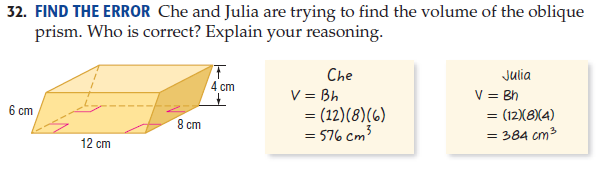 32. FIND THE ERROR Che and Julia are trying to find the volume of the oblique
prism. Who is correct? Explain your reasoning.
4 cm
6 cm
8 cm
12 cm
Che
V = Bh
= (12)(8)(6)
= 576 cm³
Julia
V = Bh
= (12)(8)(4)
= 384 cm³